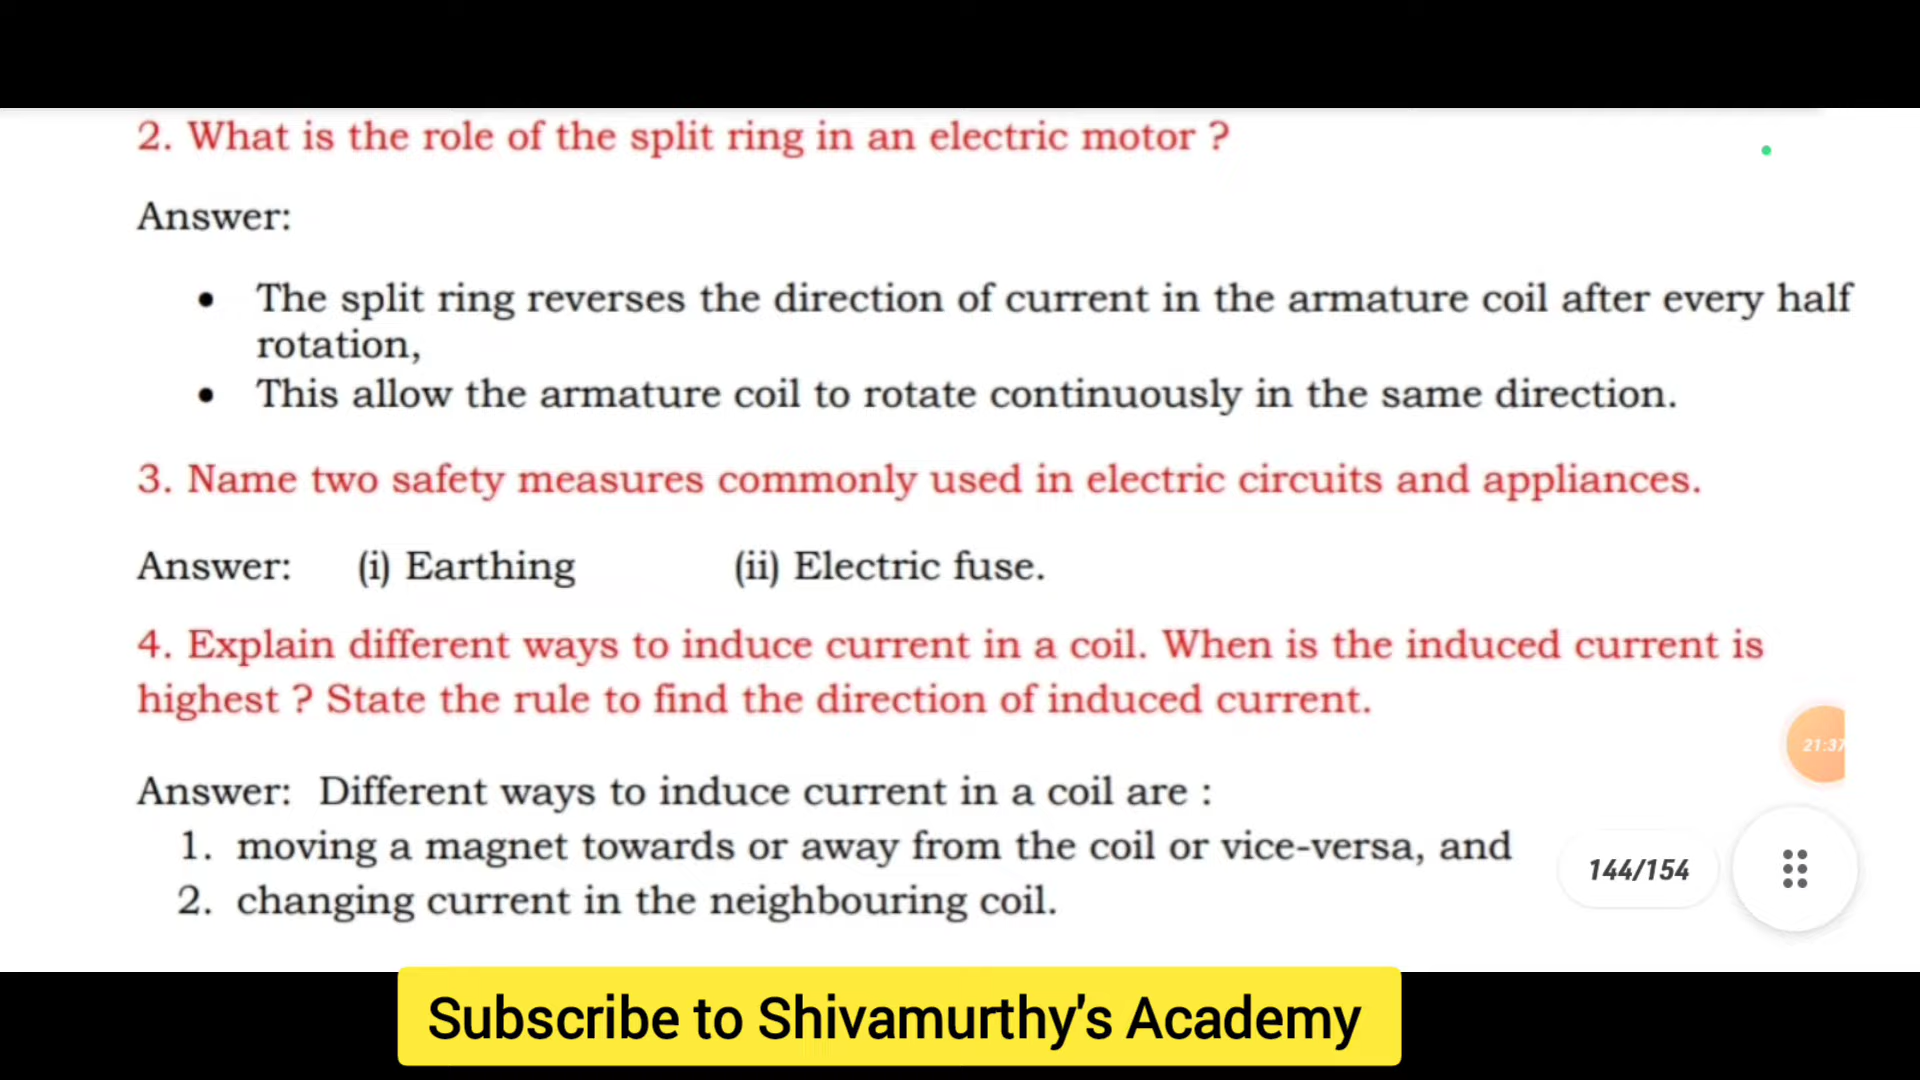 2. What is the role of the split ring in an electric motor ?
Answer:
• The split ring reverses the direction of current in the armature coil after every half
rotation,
• This allow the armature coil to rotate continuously in the same direction.
3. Name two safety measures commonly used in electric circuits and appliances.
Answer: (i) Earthing (ii) Electric fuse.
4. Explain different ways to induce current in a coil. When is the induced current is
highest ? State the rule to find the direction of induced current.
21:37
Answer: Different ways to induce current in a coil are :
1. moving a magnet towards or away from the coil or vice-versa, and
144/154
2. changing current in the neighbouring coil.
Subscribe to Shivamurthy's Academy